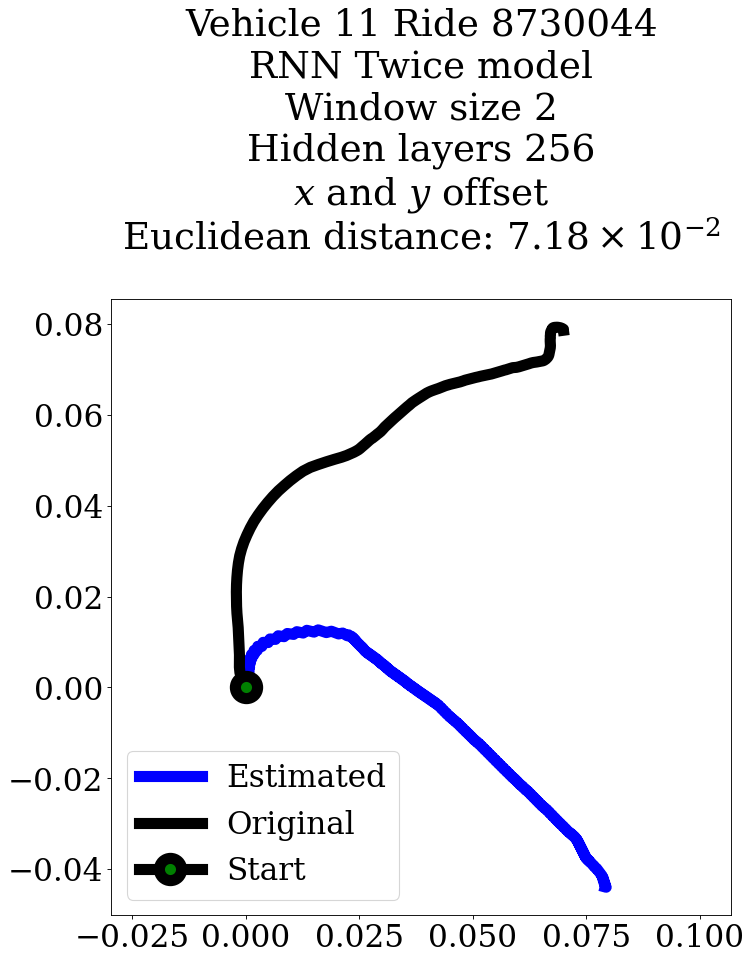 Vehicle 11 Ride 8730044
RNN Twice model
Window size 2
Hidden layers 256
x and y offset
Euclidean distance: 7.18 × 10⁻²
0.08
0.06
0.04
0.02
0.00
−0.02
−0.04
Estimated
Original
Start
−0.025 0.000 0.025 0.050 0.075 0.100